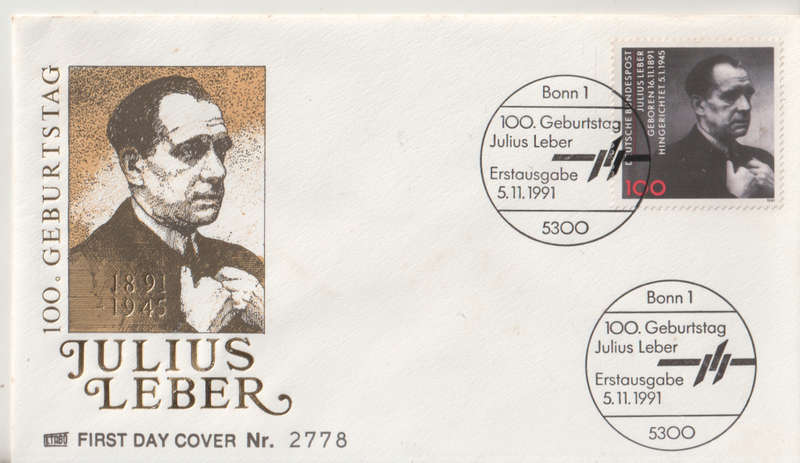 100. GEBURTSTAG
1891
1945
JULIUS
LEBER
ETABÖ FIRST DAY COVER Nr. 2778
Bonn 1
100. Geburtstag
Julius Leber
Erstausgabe
5.11.1991
5300
DEUTSCHE BUNDESPOST
JULIUS LEBER
GEBOREN 16.11.1891
HINGERICHTET 5.1.1945
100
Bonn 1
100. Geburtstag
Julius Leber
Erstausgabe
5.11.1991
5300